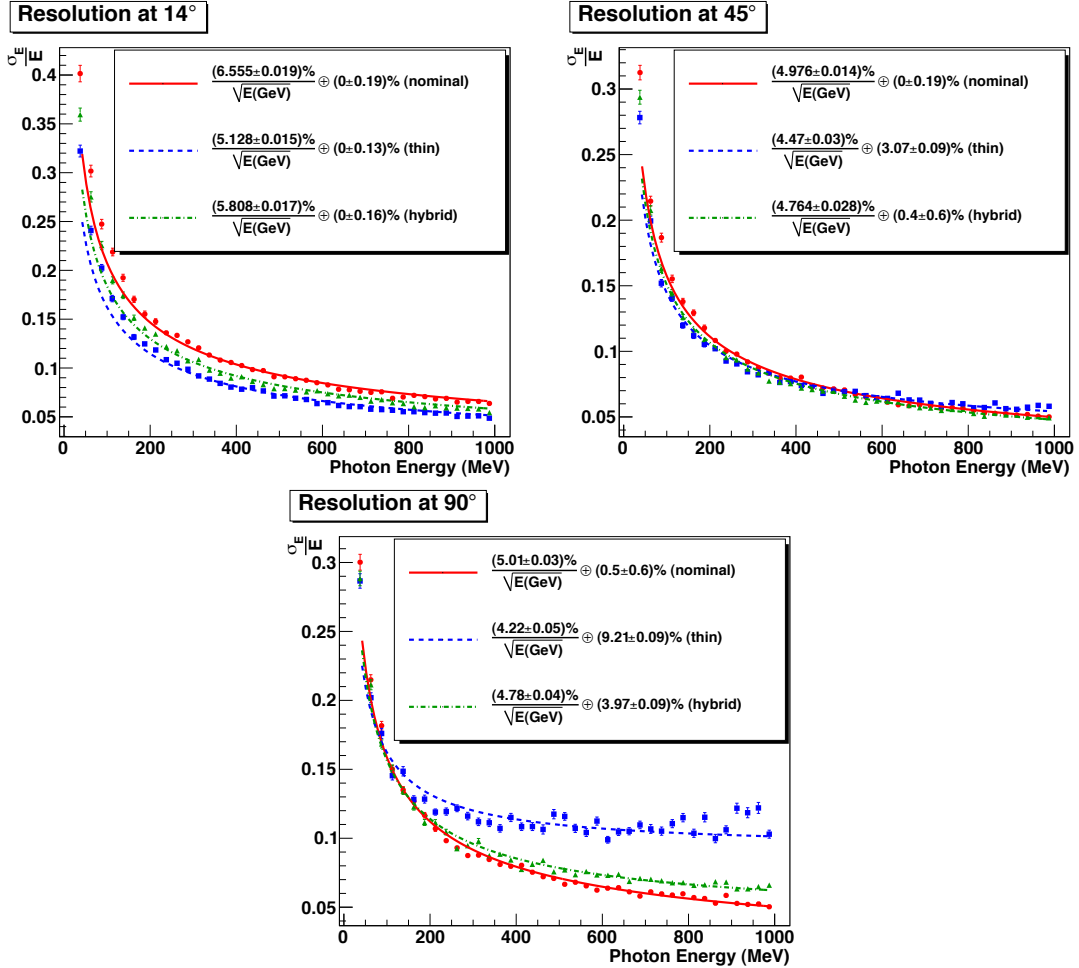 Resolution at 14°
σ_E/E
(6.555±0.019)%/√E(GeV) ⊕ (0±0.19)% (nominal)
(5.128±0.015)%/√E(GeV) ⊕ (0±0.13)% (thin)
(5.808±0.017)%/√E(GeV) ⊕ (0±0.16)% (hybrid)
0.4
0.35
0.3
0.25
0.2
0.15
0.1
0.05
0 200 400 600 800 1000
Photon Energy (MeV)
Resolution at 45°
σ_E/E
(4.976±0.014)%/√E(GeV) ⊕ (0±0.19)% (nominal)
(4.47±0.03)%/√E(GeV) ⊕ (3.07±0.09)% (thin)
(4.764±0.028)%/√E(GeV) ⊕ (0.4±0.6)% (hybrid)
0.3
0.25
0.2
0.15
0.1
0.05
0 200 400 600 800 1000
Photon Energy (MeV)
Resolution at 90°
σ_E/E
(5.01±0.03)%/√E(GeV) ⊕ (0.5±0.6)% (nominal)
(4.22±0.05)%/√E(GeV) ⊕ (9.21±0.09)% (thin)
(4.78±0.04)%/√E(GeV) ⊕ (3.97±0.09)% (hybrid)
0.3
0.25
0.2
0.15
0.1
0.05
0 200 400 600 800 1000
Photon Energy (MeV)